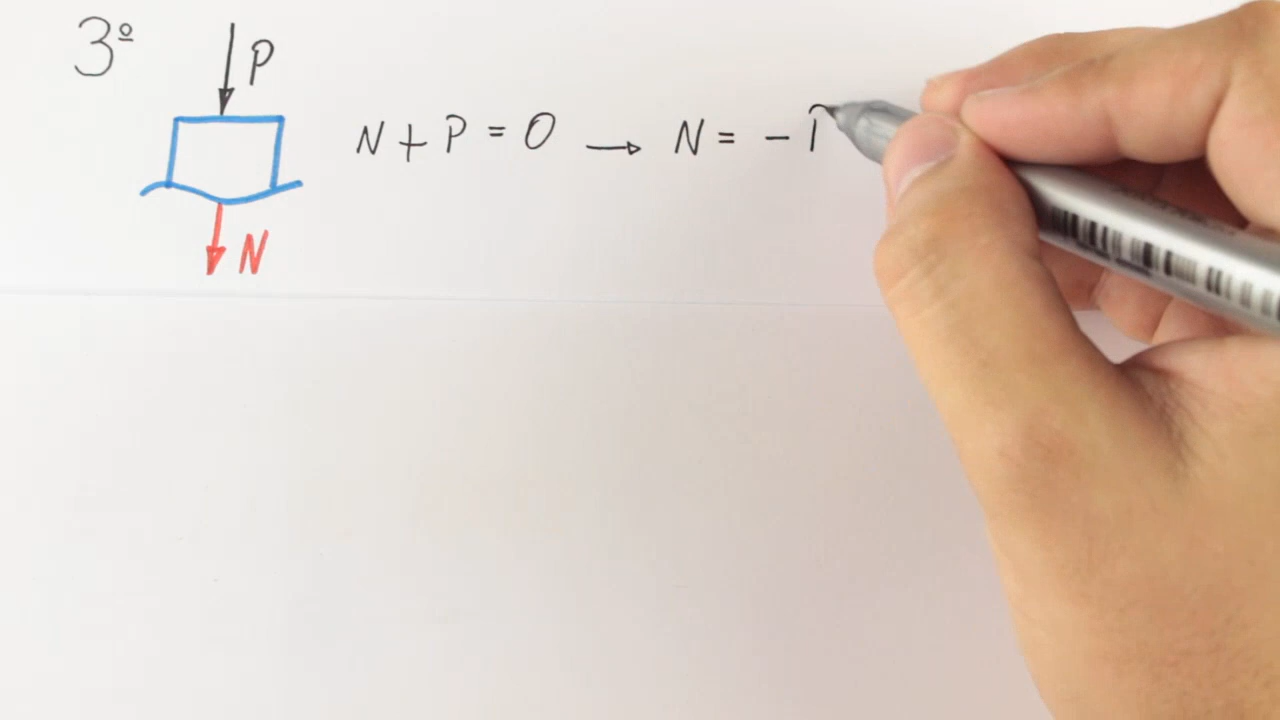 3º
P
N + P = 0 → N = -
N